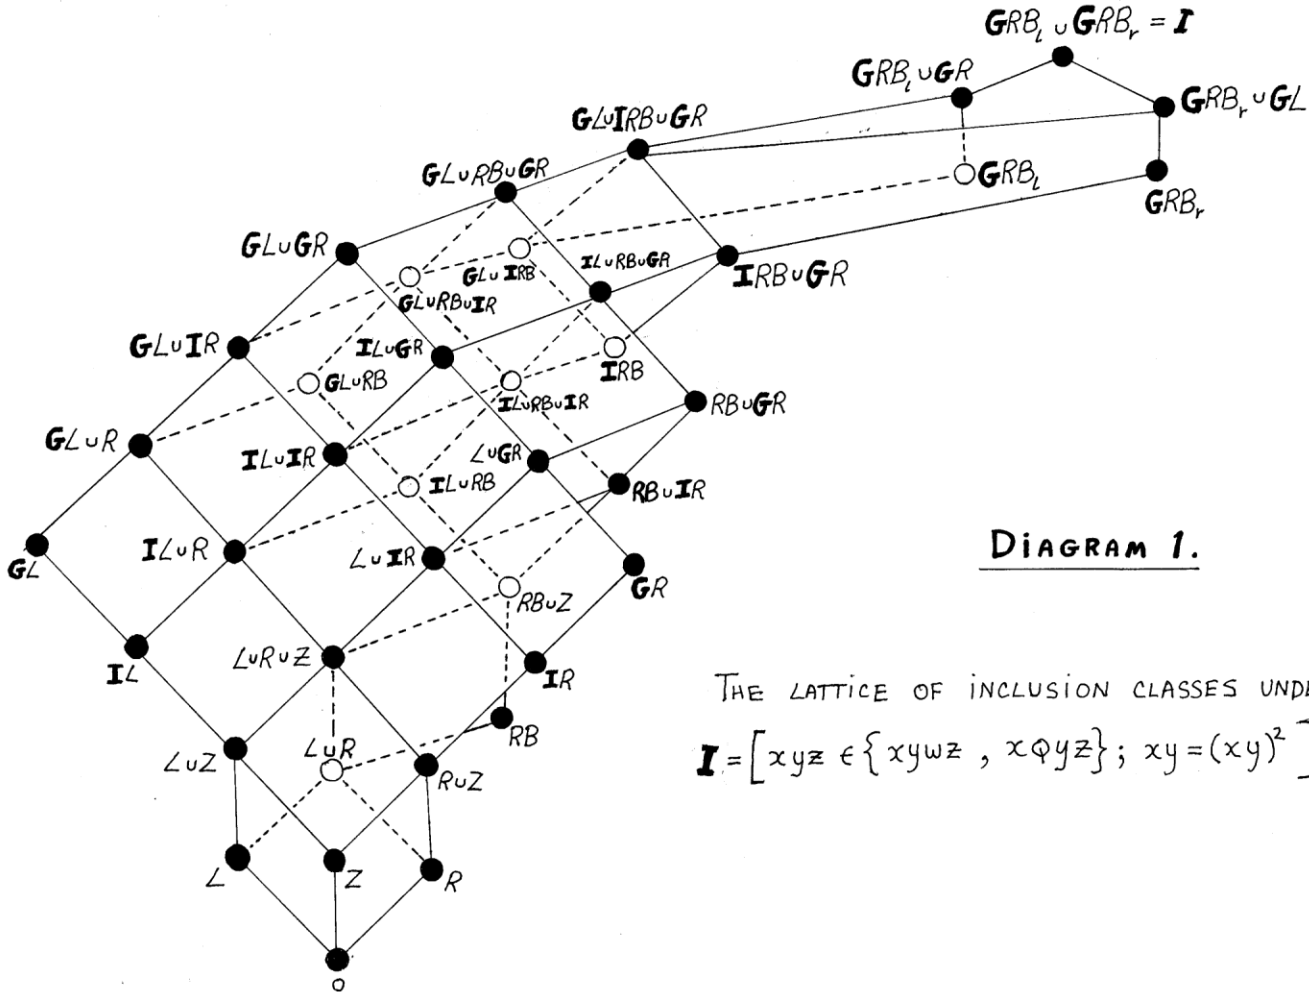 GRB_l ∪ GRB_r = I
GRB_l ∪ GR
GRB_r ∪ GL
GL∪IRB∪GR
GL∪RB∪GR
GRB_l
GRB_r
GL∪GR
GL∪IRB
IL∪RB∪GR
IRB∪GR
GL∪RB∪IR
GL∪IR
IL∪GR
IRB
GL∪RB
IL∪RB∪IR
RB∪GR
GL∪R
IL∪IR
L∪GR
IL∪RB
RB∪IR
IL∪R
L∪IR
DIAGRAM 1.
GL
GR
RB∪Z
L∪R∪Z
IL
IR
THE LATTICE OF INCLUSION CLASSES
RB
L∪R
L∪Z
R∪Z
I = [xyz ∈ {xywz , xQyz}; xy = (xy)²]
L
Z
R
O